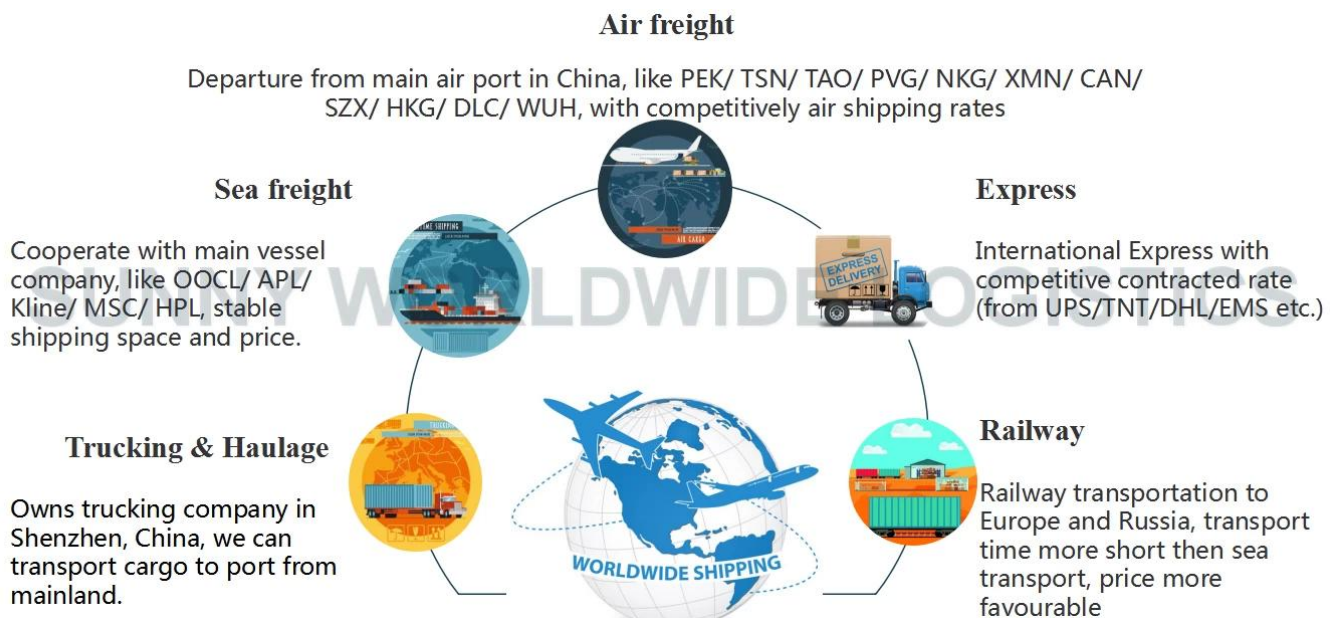 Air freight
Departure from main air port in China, like PEK/ TSN/ TAO/ PVG/ NKG/ XMN/ CAN/
SZX/ HKG/ DLC/ WUH, with competitively air shipping rates
Sea freight
Cooperate with main vessel
company, like OOCL/ APL/
Kline/ MSC/ HPL, stable
shipping space and price.
Express
International Express with
competitive contracted rate
(from UPS/TNT/DHL/EMS etc.)
SUNNY WORLDWIDE LOGISTICS
AIR CARGO
EXPRESS
DELIVERY
Trucking & Haulage
Owns trucking company in
Shenzhen, China, we can
transport cargo to port from
mainland.
Railway
Railway transportation to
Europe and Russia, transport
time more short then sea
transport, price more
favourable
WORLDWIDE SHIPPING